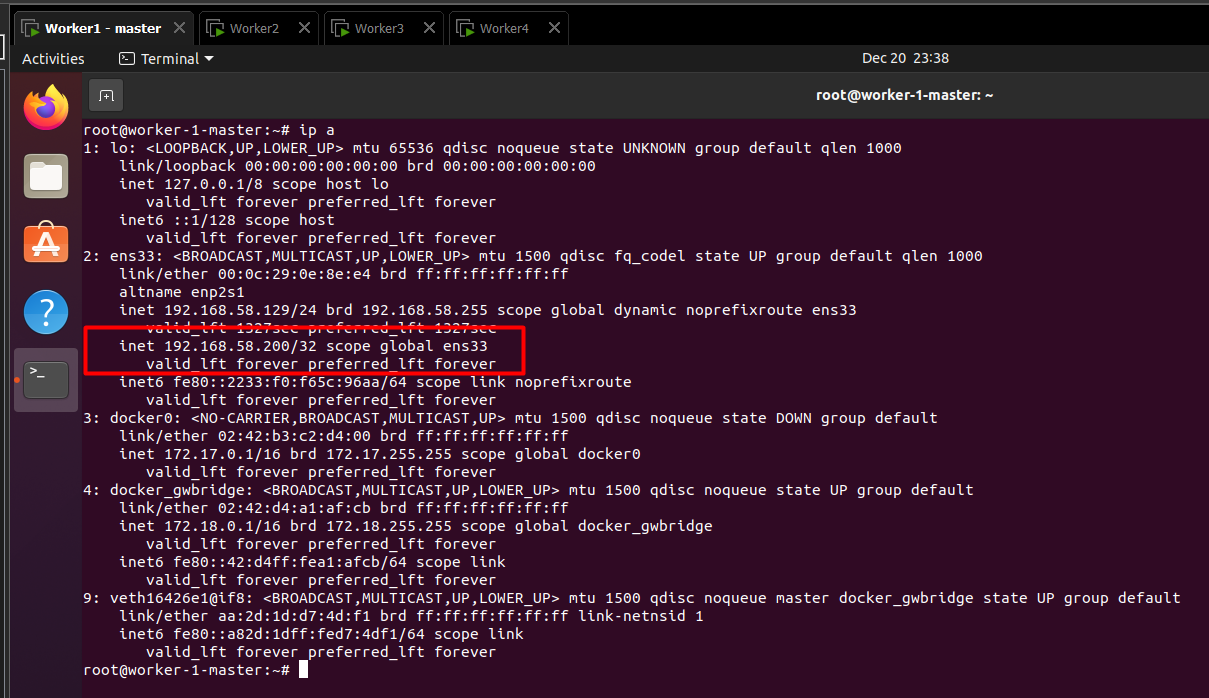 Worker1 - master
Worker2
Worker3
Worker4
Activities
Terminal
Dec 20 23:38
root@worker-1-master: ~
root@worker-1-master:~# ip a
1: lo: <LOOPBACK,UP,LOWER_UP> mtu 65536 qdisc noqueue state UNKNOWN group default qlen 1000
link/loopback 00:00:00:00:00:00 brd 00:00:00:00:00:00
inet 127.0.0.1/8 scope host lo
valid_lft forever preferred_lft forever
inet6 ::1/128 scope host
valid_lft forever preferred_lft forever
2: ens33: <BROADCAST,MULTICAST,UP,LOWER_UP> mtu 1500 qdisc fq_codel state UP group default qlen 1000
link/ether 00:0c:29:0e:8e:e4 brd ff:ff:ff:ff:ff:ff
altname enp2s1
inet 192.168.58.129/24 brd 192.168.58.255 scope global dynamic noprefixroute ens33
valid_lft 1327sec preferred_lft 1327sec
inet 192.168.58.200/32 scope global ens33
valid_lft forever preferred_lft forever
inet6 fe80::2233:f0:f65c:96aa/64 scope link noprefixroute
valid_lft forever preferred_lft forever
3: docker0: <NO-CARRIER,BROADCAST,MULTICAST,UP> mtu 1500 qdisc noqueue state DOWN group default
link/ether 02:42:b3:c2:d4:00 brd ff:ff:ff:ff:ff:ff
inet 172.17.0.1/16 brd 172.17.255.255 scope global docker0
valid_lft forever preferred_lft forever
4: docker_gwbridge: <BROADCAST,MULTICAST,UP,LOWER_UP> mtu 1500 qdisc noqueue state UP group default
link/ether 02:42:d4:a1:af:cb brd ff:ff:ff:ff:ff:ff
inet 172.18.0.1/16 brd 172.18.255.255 scope global docker_gwbridge
valid_lft forever preferred_lft forever
inet6 fe80::42:d4ff:fea1:afcb/64 scope link
valid_lft forever preferred_lft forever
9: veth16426e1@if8: <BROADCAST,MULTICAST,UP,LOWER_UP> mtu 1500 qdisc noqueue master docker_gwbridge state UP group default
link/ether aa:2d:1d:d7:4d:f1 brd ff:ff:ff:ff:ff:ff link-netnsid 1
inet6 fe80::a82d:1dff:fed7:4df1/64 scope link
valid_lft forever preferred_lft forever
root@worker-1-master:~#